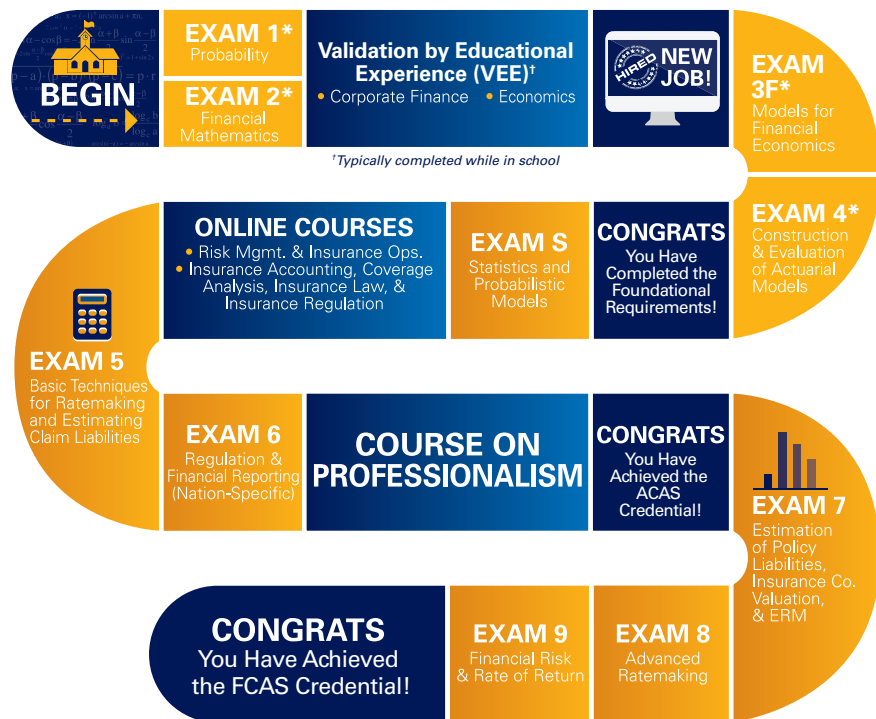 BEGIN
EXAM 1*
Probability
EXAM 2*
Financial
Mathematics
Validation by Educational
Experience (VEE)†
• Corporate Finance • Economics
HIRED
NEW
JOB!
EXAM
3F*
Models for
Financial
Economics
†Typically completed while in school
EXAM 4*
Construction
& Evaluation
of Actuarial
Models
CONGRATS
You Have
Completed the
Foundational
Requirements!
EXAM S
Statistics and
Probabilistic
Models
ONLINE COURSES
• Risk Mgmt. & Insurance Ops.
• Insurance Accounting, Coverage
Analysis, Insurance Law, &
Insurance Regulation
EXAM 5
Basic Techniques
for Ratemaking
and Estimating
Claim Liabilities
EXAM 6
Regulation &
Financial Reporting
(Nation-Specific)
COURSE ON
PROFESSIONALISM
CONGRATS
You Have
Achieved the
ACAS
Credential!
EXAM 7
Estimation
of Policy
Liabilities,
Insurance Co.
Valuation,
& ERM
EXAM 8
Advanced
Ratemaking
EXAM 9
Financial Risk
& Rate of Return
CONGRATS
You Have Achieved
the FCAS Credential!